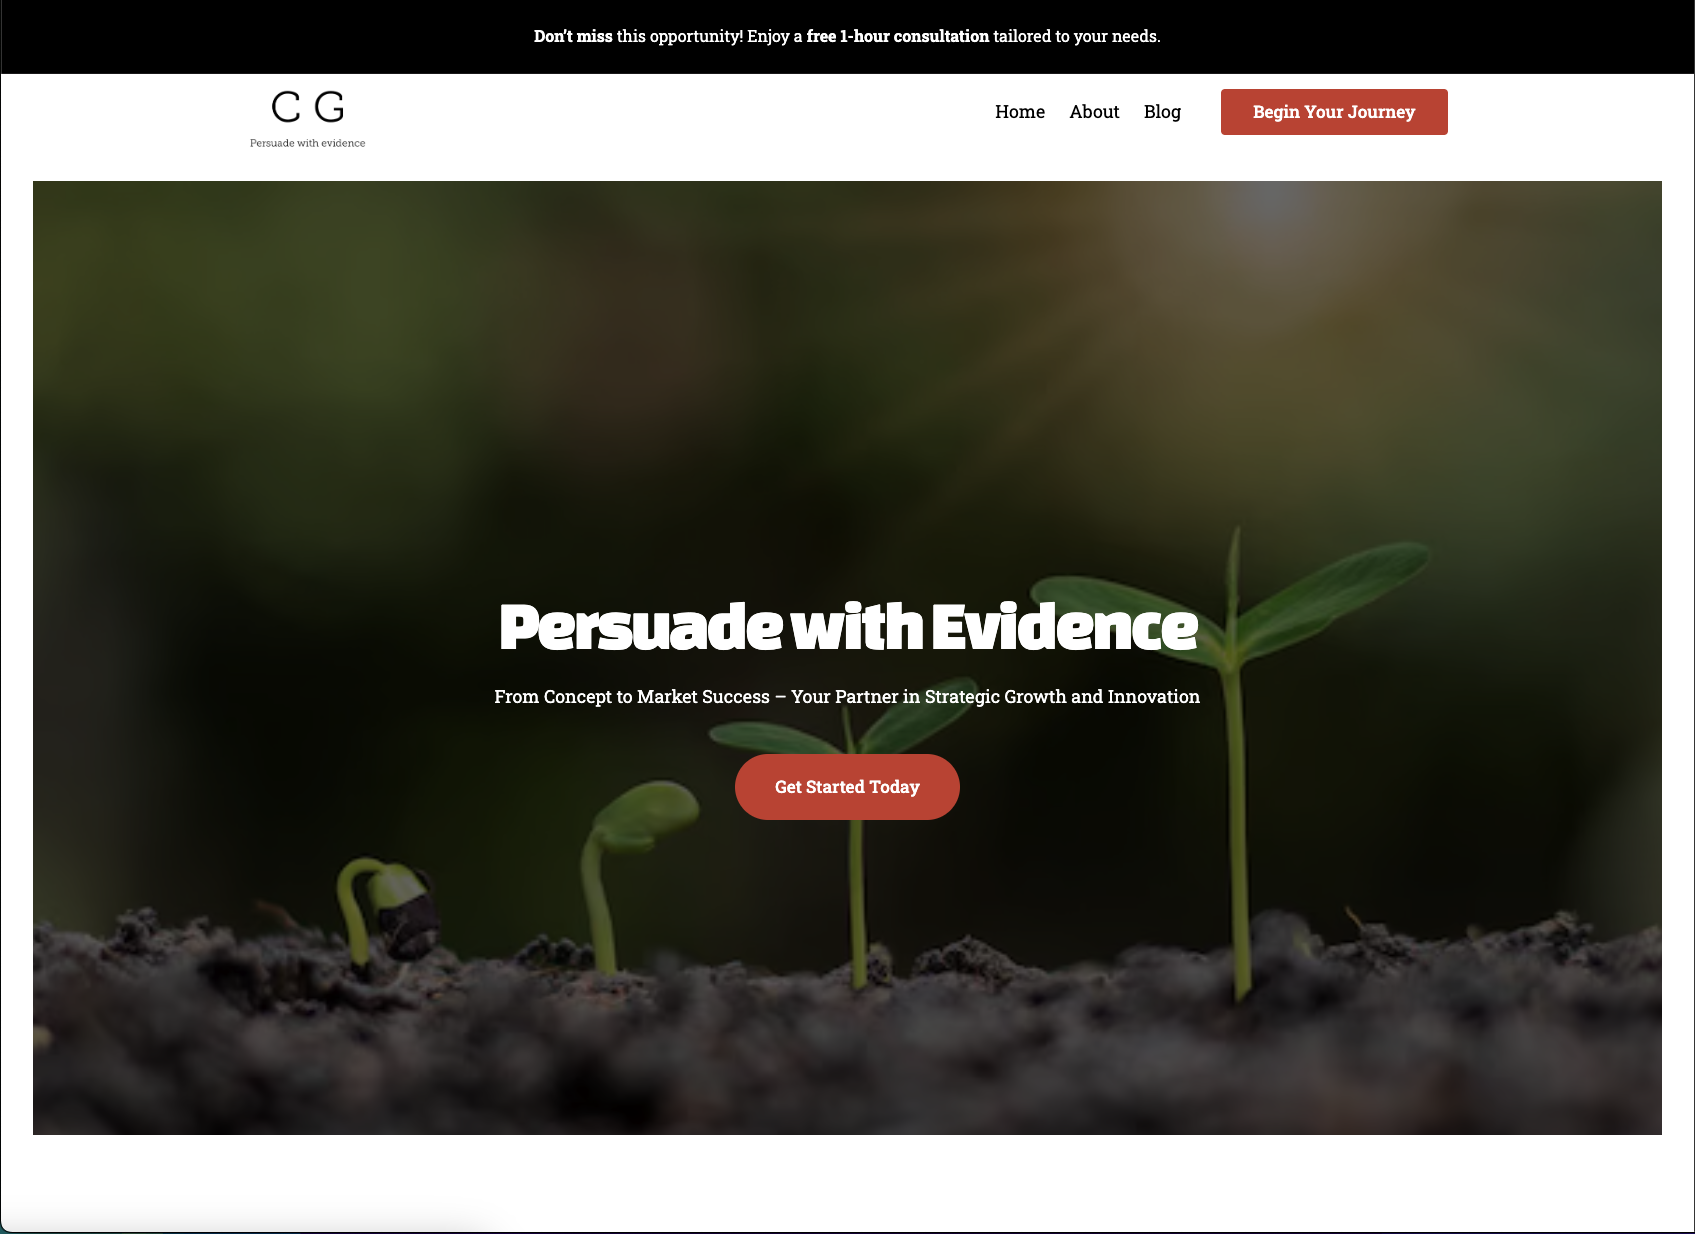 Don't miss this opportunity! Enjoy a free 1-hour consultation tailored to your needs.
C G
Persuade with evidence
Home About Blog Begin Your Journey
Persuade with Evidence
From Concept to Market Success – Your Partner in Strategic Growth and Innovation
Get Started Today